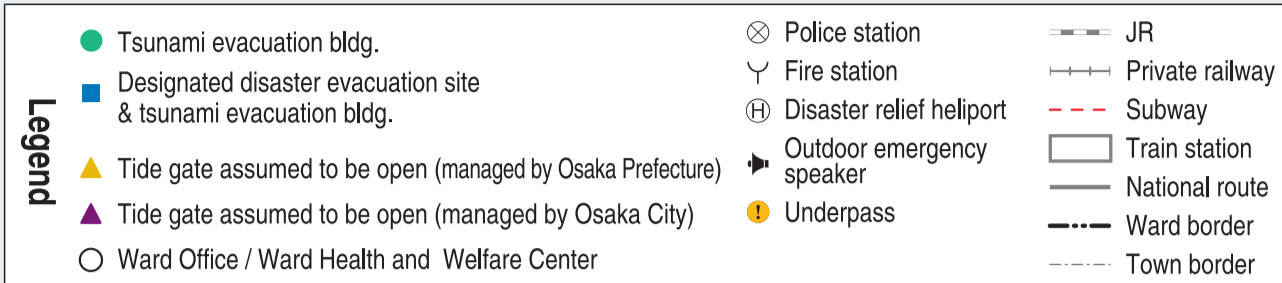 Legend
Tsunami evacuation bldg.
Designated disaster evacuation site
& tsunami evacuation bldg.
Tide gate assumed to be open (managed by Osaka Prefecture)
Tide gate assumed to be open (managed by Osaka City)
Ward Office / Ward Health and Welfare Center
Police station
Fire station
H Disaster relief heliport
Outdoor emergency
speaker
! Underpass
JR
Private railway
Subway
Train station
National route
Ward border
Town border